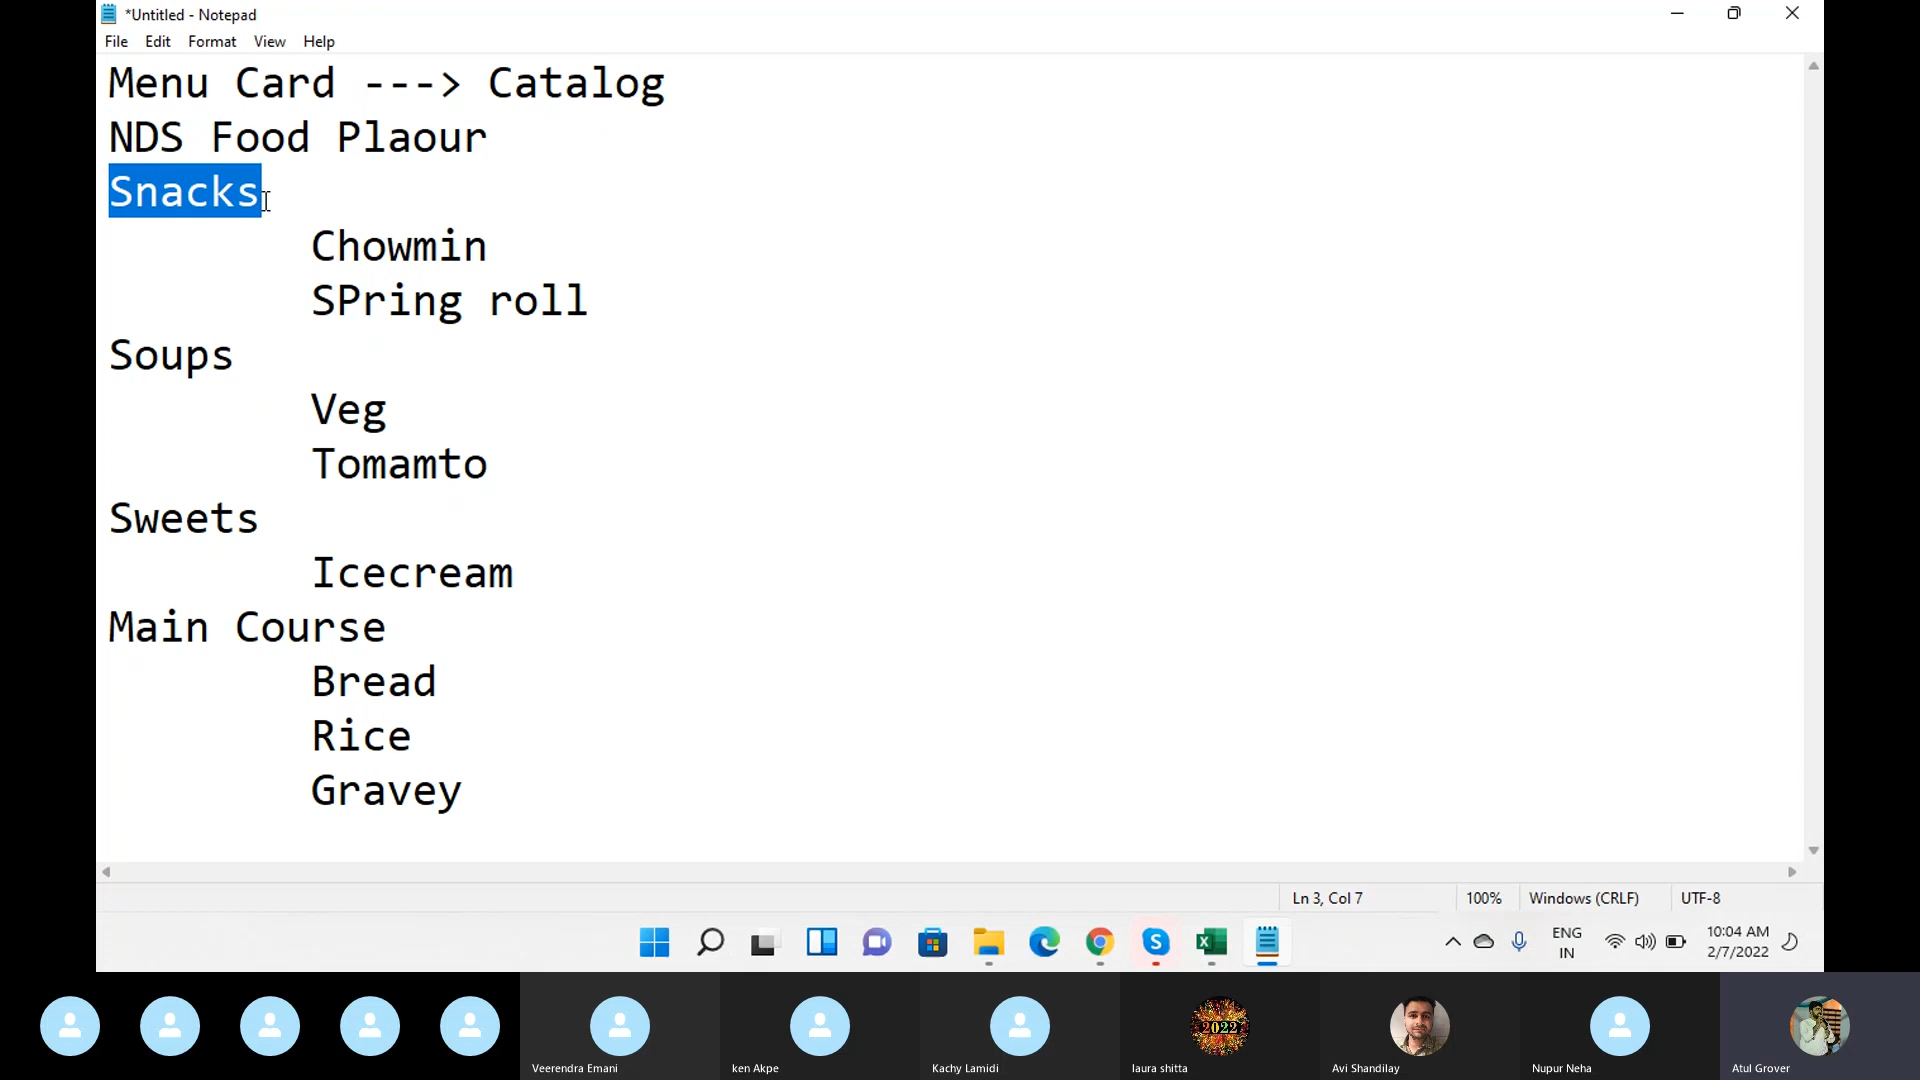 *Untitled - Notepad
File Edit Format View Help
Menu Card ---> Catalog
NDS Food Plaour
Snacks
Chowmin
SPring roll
Soups
Veg
Tomamto
Sweets
Icecream
Main Course
Bread
Rice
Gravey
Ln 3, Col 7 100% Windows (CRLF) UTF-8
ENG 10:04 AM
IN 2/7/2022
2022
Veerendra Emani ken Akpe Kachy Lamidi laura shitta Avi Shandilay Nupur Neha Atul Grover